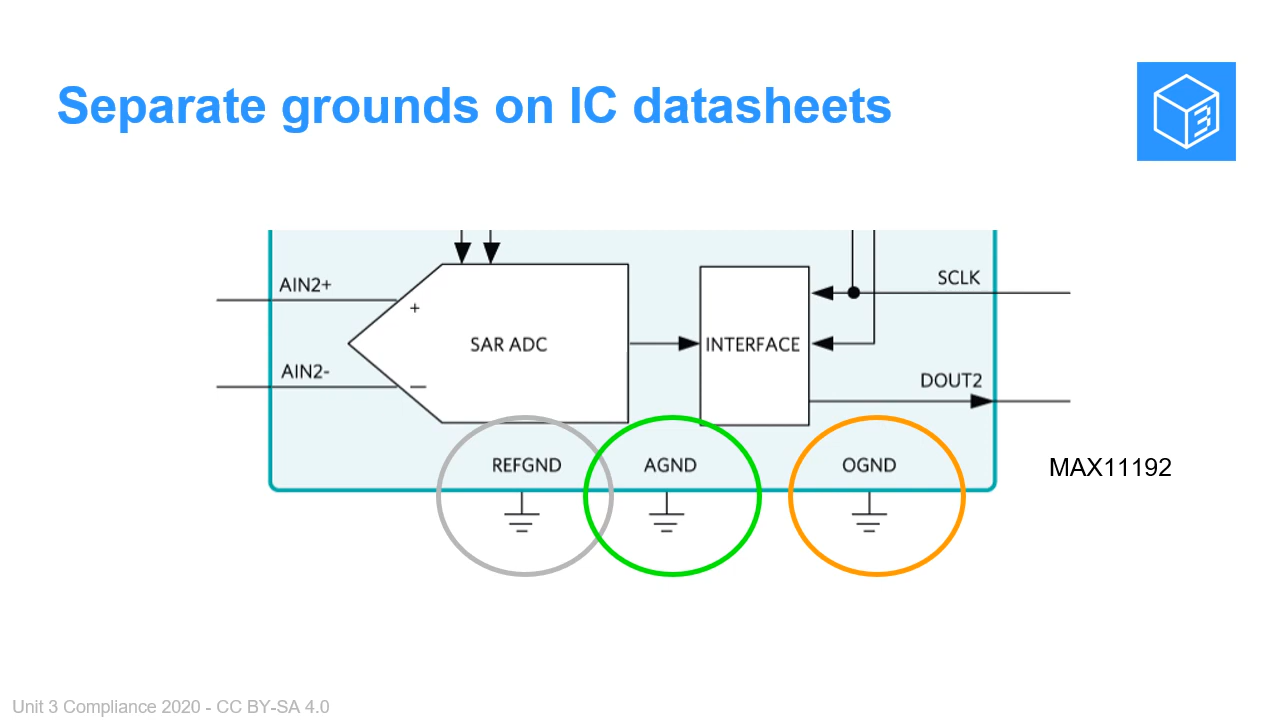 Separate grounds on IC datasheets
3
AIN2+
SCLK
+
SAR ADC
INTERFACE
AIN2-
DOUT2
—
REFGND
AGND
OGND
MAX11192
Unit 3 Compliance 2020 - CC BY-SA 4.0